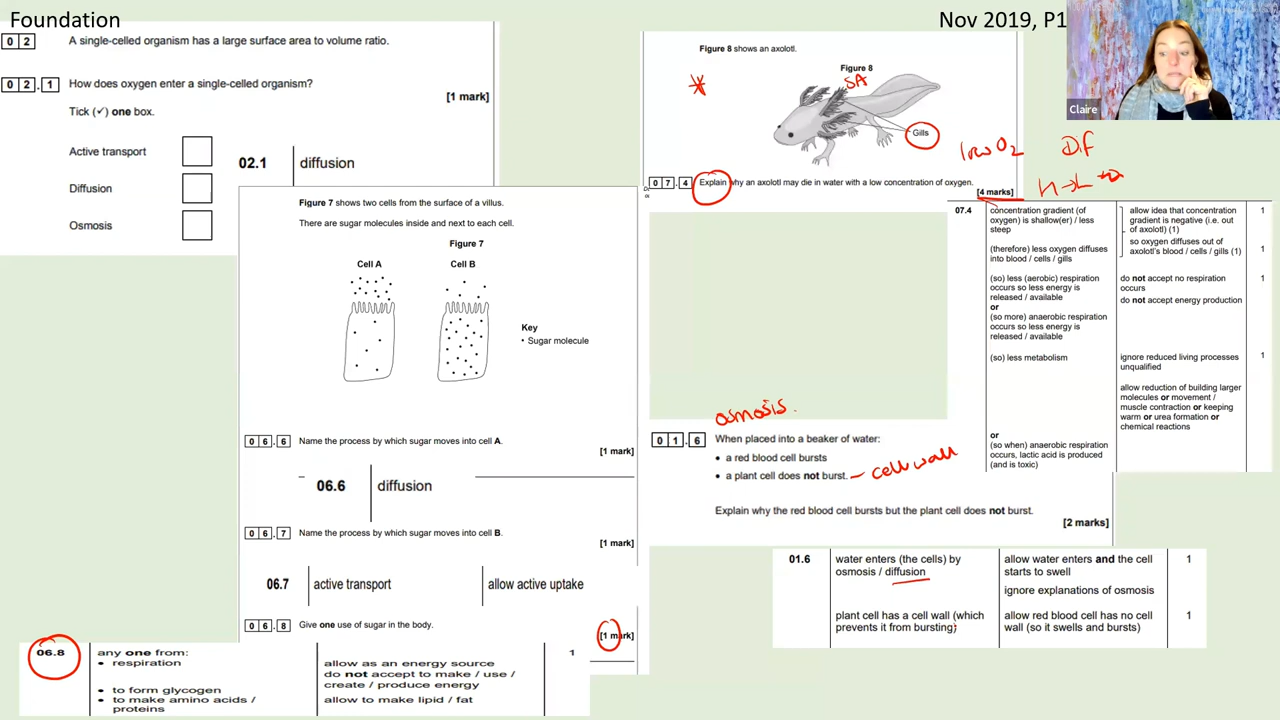 Foundation
Nov 2019, P1
Claire
0 2 A single-celled organism has a large surface area to volume ratio.
0 2 . 1 How does oxygen enter a single-celled organism?
[1 mark]
Tick (✓) one box.
Active transport
Diffusion
Osmosis
02.1 diffusion
Figure 7 shows two cells from the surface of a villus.
There are sugar molecules inside and next to each cell.
Figure 7
Cell A Cell B
Key
• Sugar molecule
0 6 . 6 Name the process by which sugar moves into cell A.
[1 mark]
06.6 diffusion
0 6 . 7 Name the process by which sugar moves into cell B.
[1 mark]
06.7 active transport allow active uptake
0 6 . 8 Give one use of sugar in the body.
[1 mark]
06.8 any one from: 1
• respiration allow as an energy source
do not accept to make / use /
create / produce energy
• to form glycogen
• to make amino acids / allow to make lipid / fat
proteins
Figure 8 shows an axolotl.
Figure 8
SA
Gills
low O2 Dif
0 7 . 4 Explain why an axolotl may die in water with a low concentration of oxygen.
[4 marks]
07.4 concentration gradient (of allow idea that concentration 1
oxygen) is shallow(er) / less gradient is negative (i.e. out
steep of axolotl) (1)
so oxygen diffuses out of
(therefore) less oxygen diffuses axolotl's blood / cells / gills (1) 1
into blood / cells / gills
(so) less (aerobic) respiration do not accept no respiration 1
occurs so less energy is occurs
released / available do not accept energy production
or
(so more) anaerobic respiration
occurs so less energy is
released / available
(so) less metabolism ignore reduced living processes 1
unqualified
allow reduction of building larger
molecules or movement /
muscle contraction or keeping
warm or urea formation or
chemical reactions
or
(so when) anaerobic respiration
occurs, lactic acid is produced
(and is toxic)
osmosis.
0 1 . 6 When placed into a beaker of water:
• a red blood cell bursts
• a plant cell does not burst. – cell wall
Explain why the red blood cell bursts but the plant cell does not burst.
[2 marks]
01.6 water enters (the cells) by allow water enters and the cell 1
osmosis / diffusion starts to swell
ignore explanations of osmosis
plant cell has a cell wall (which allow red blood cell has no cell 1
prevents it from bursting) wall (so it swells and bursts)